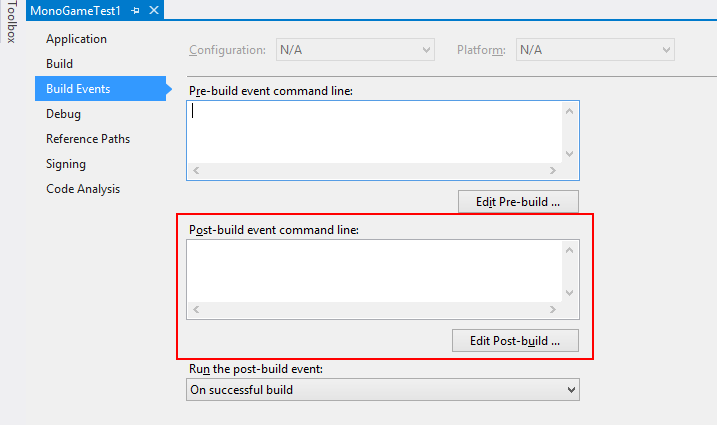 Toolbox
MonoGameTest1
Application
Build
Build Events
Debug
Reference Paths
Signing
Code Analysis
Configuration: N/A Platform: N/A
Pre-build event command line:
Edit Pre-build ...
Post-build event command line:
Edit Post-build ...
Run the post-build event:
On successful build